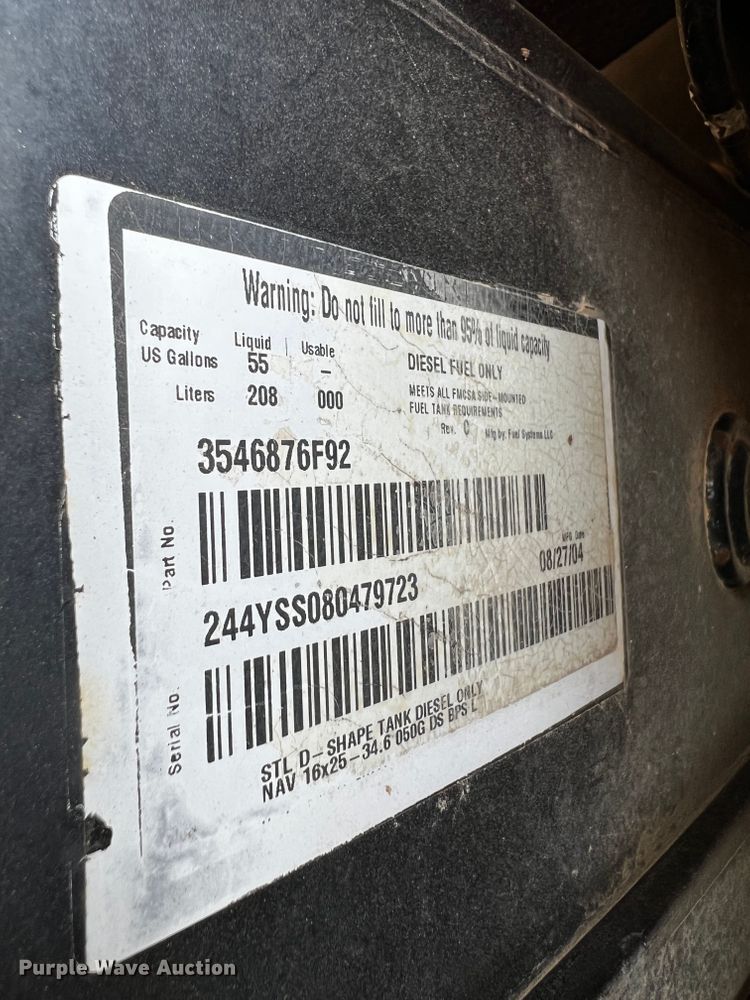 Warning: Do not fill to more than 95% of liquid capacity
Capacity Liquid | Usable
US Gallons 55 –
Liters 208 000
DIESEL FUEL ONLY
MEETS ALL FMCSA SIDE-MOUNTED
FUEL TANK REQUIREMENTS
Rev. C Mfg by: Fuel Systems LLC
3546876F92
Part No.
MFG Date
08/27/04
244YSS080479723
Serial No.
STL D-SHAPE TANK DIESEL ONLY
NAV 16x25-34.6 050G DS BPS L
Purple Wave Auction